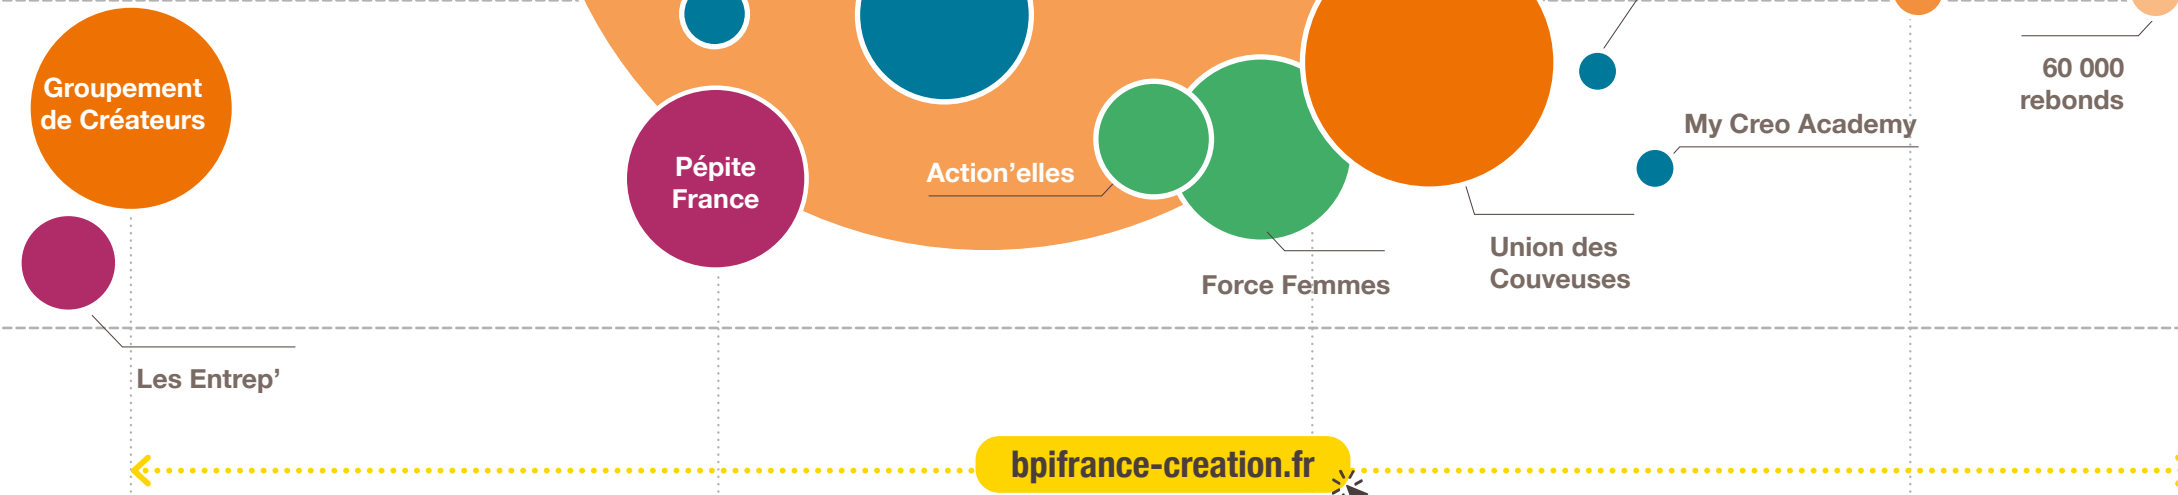 Groupement
de Créateurs
Les Entrep’
Pépite
France
Action’elles
Force Femmes
Union des
Couveuses
My Creo Academy
60 000
rebonds
bpifrance-creation.fr